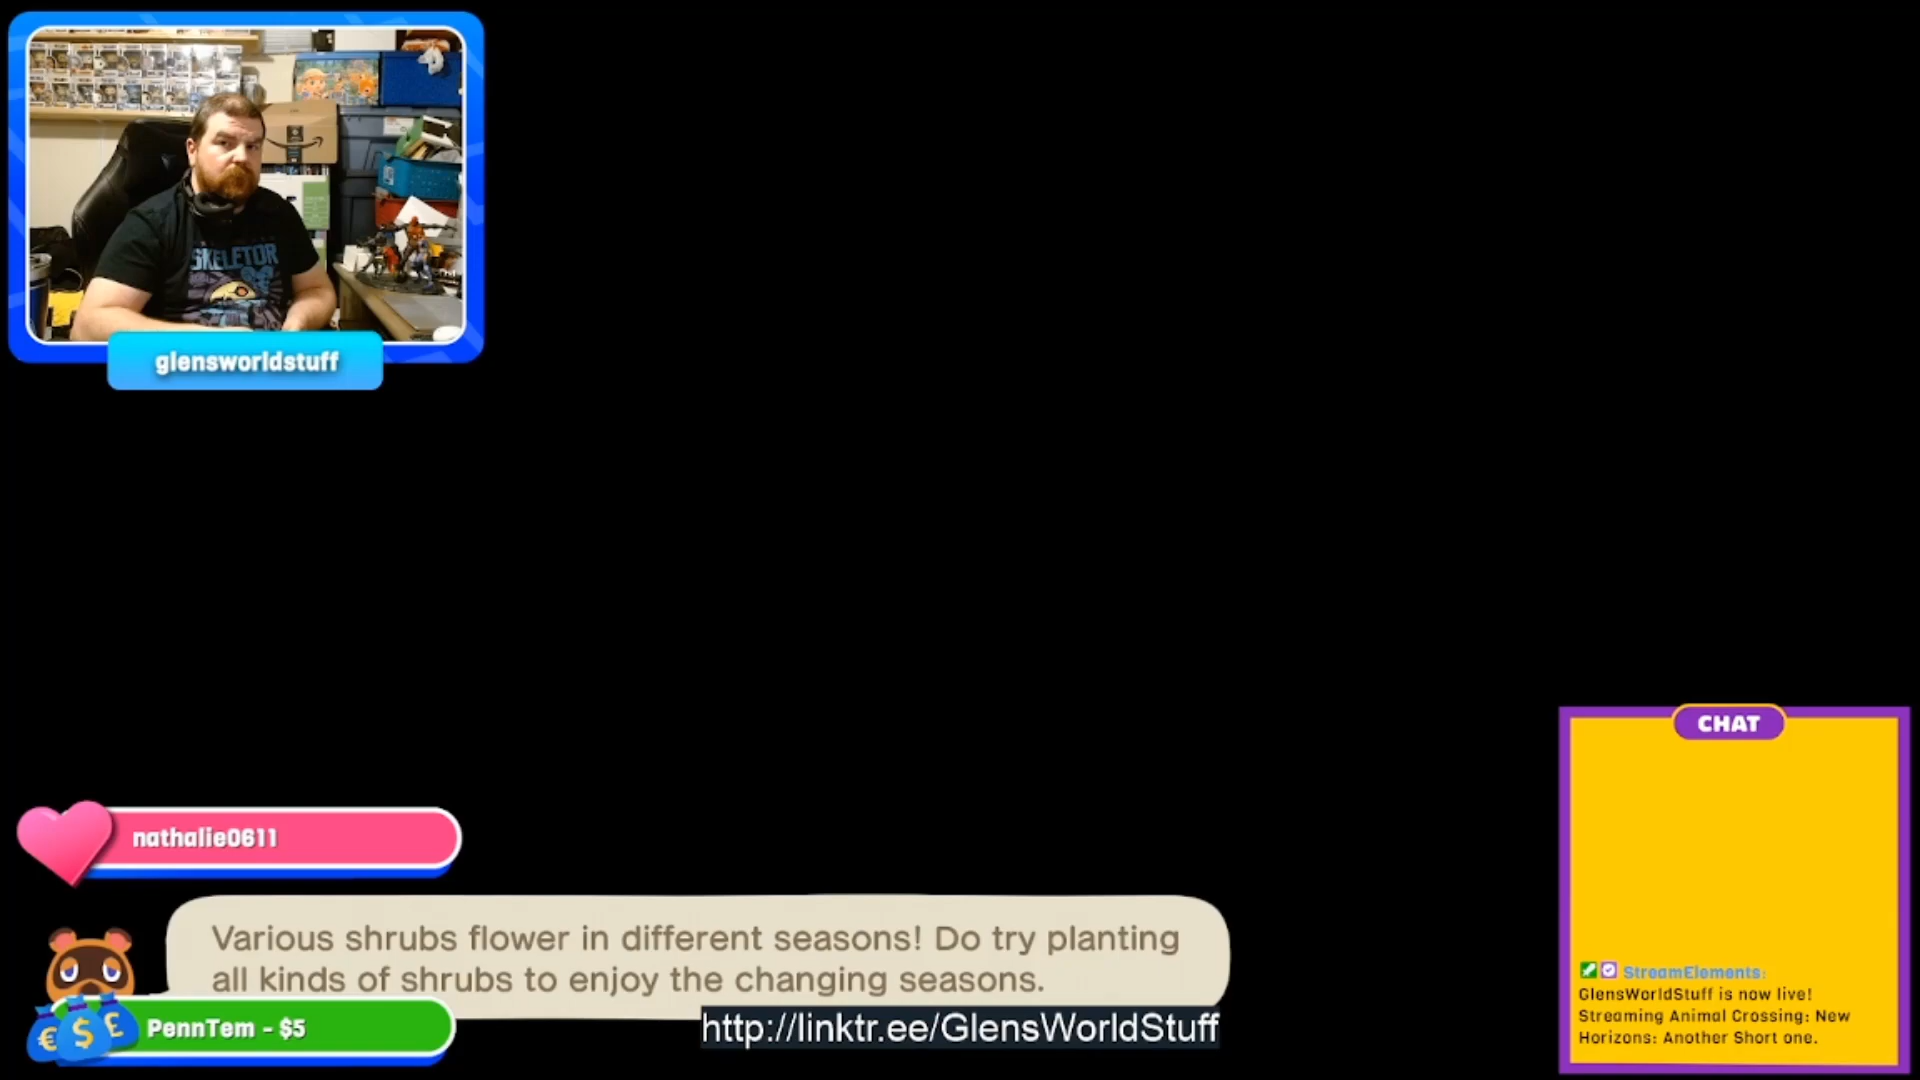 SKELETOR
glensworldstuff
nathalie0611
Various shrubs flower in different seasons! Do try planting
all kinds of shrubs to enjoy the changing seasons.
PennTem - $5
http://linktr.ee/GlensWorldStuff
CHAT
StreamElements:
GlensWorldStuff is now live!
Streaming Animal Crossing: New
Horizons: Another Short one.